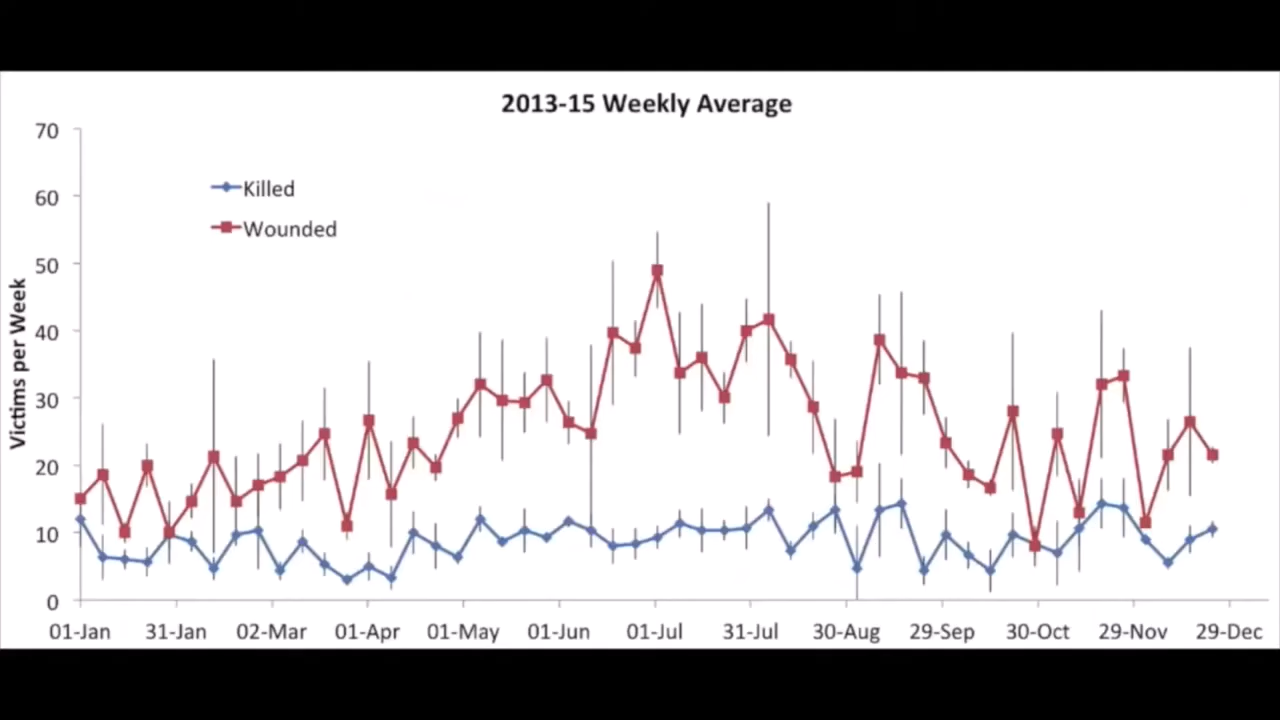 2013-15 Weekly Average
70
60
50
40
30
20
10
0
Victims per Week
Killed
Wounded
01-Jan 31-Jan 02-Mar 01-Apr 01-May 01-Jun 01-Jul 31-Jul 30-Aug 29-Sep 30-Oct 29-Nov 29-Dec